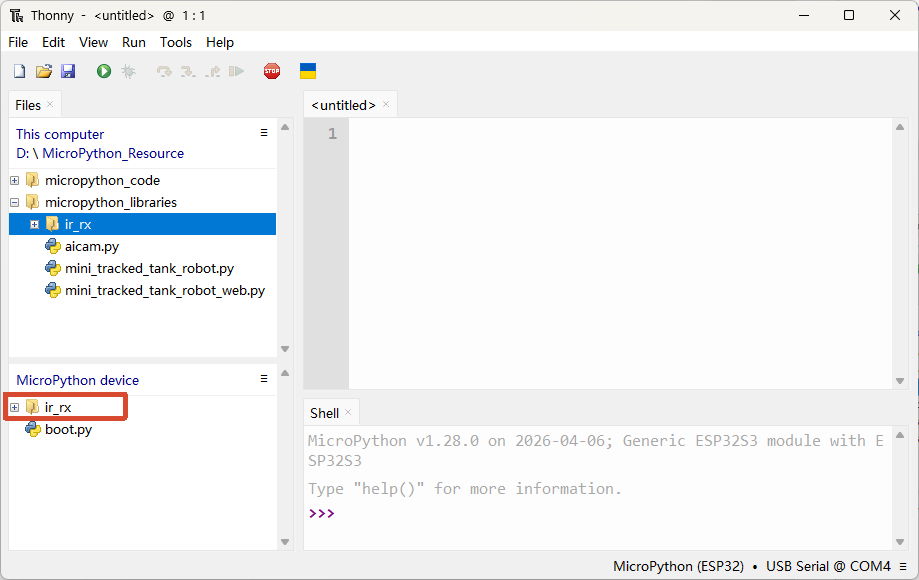 Thonny - <untitled> @ 1 : 1
File Edit View Run Tools Help
STOP
Files
This computer
D: \ MicroPython_Resource
micropython_code
micropython_libraries
ir_rx
aicam.py
mini_tracked_tank_robot.py
mini_tracked_tank_robot_web.py
MicroPython device
ir_rx
boot.py
<untitled>
1
Shell
MicroPython v1.28.0 on 2026-04-06; Generic ESP32S3 module with E
SP32S3
Type "help()" for more information.
>>>
MicroPython (ESP32) • USB Serial @ COM4